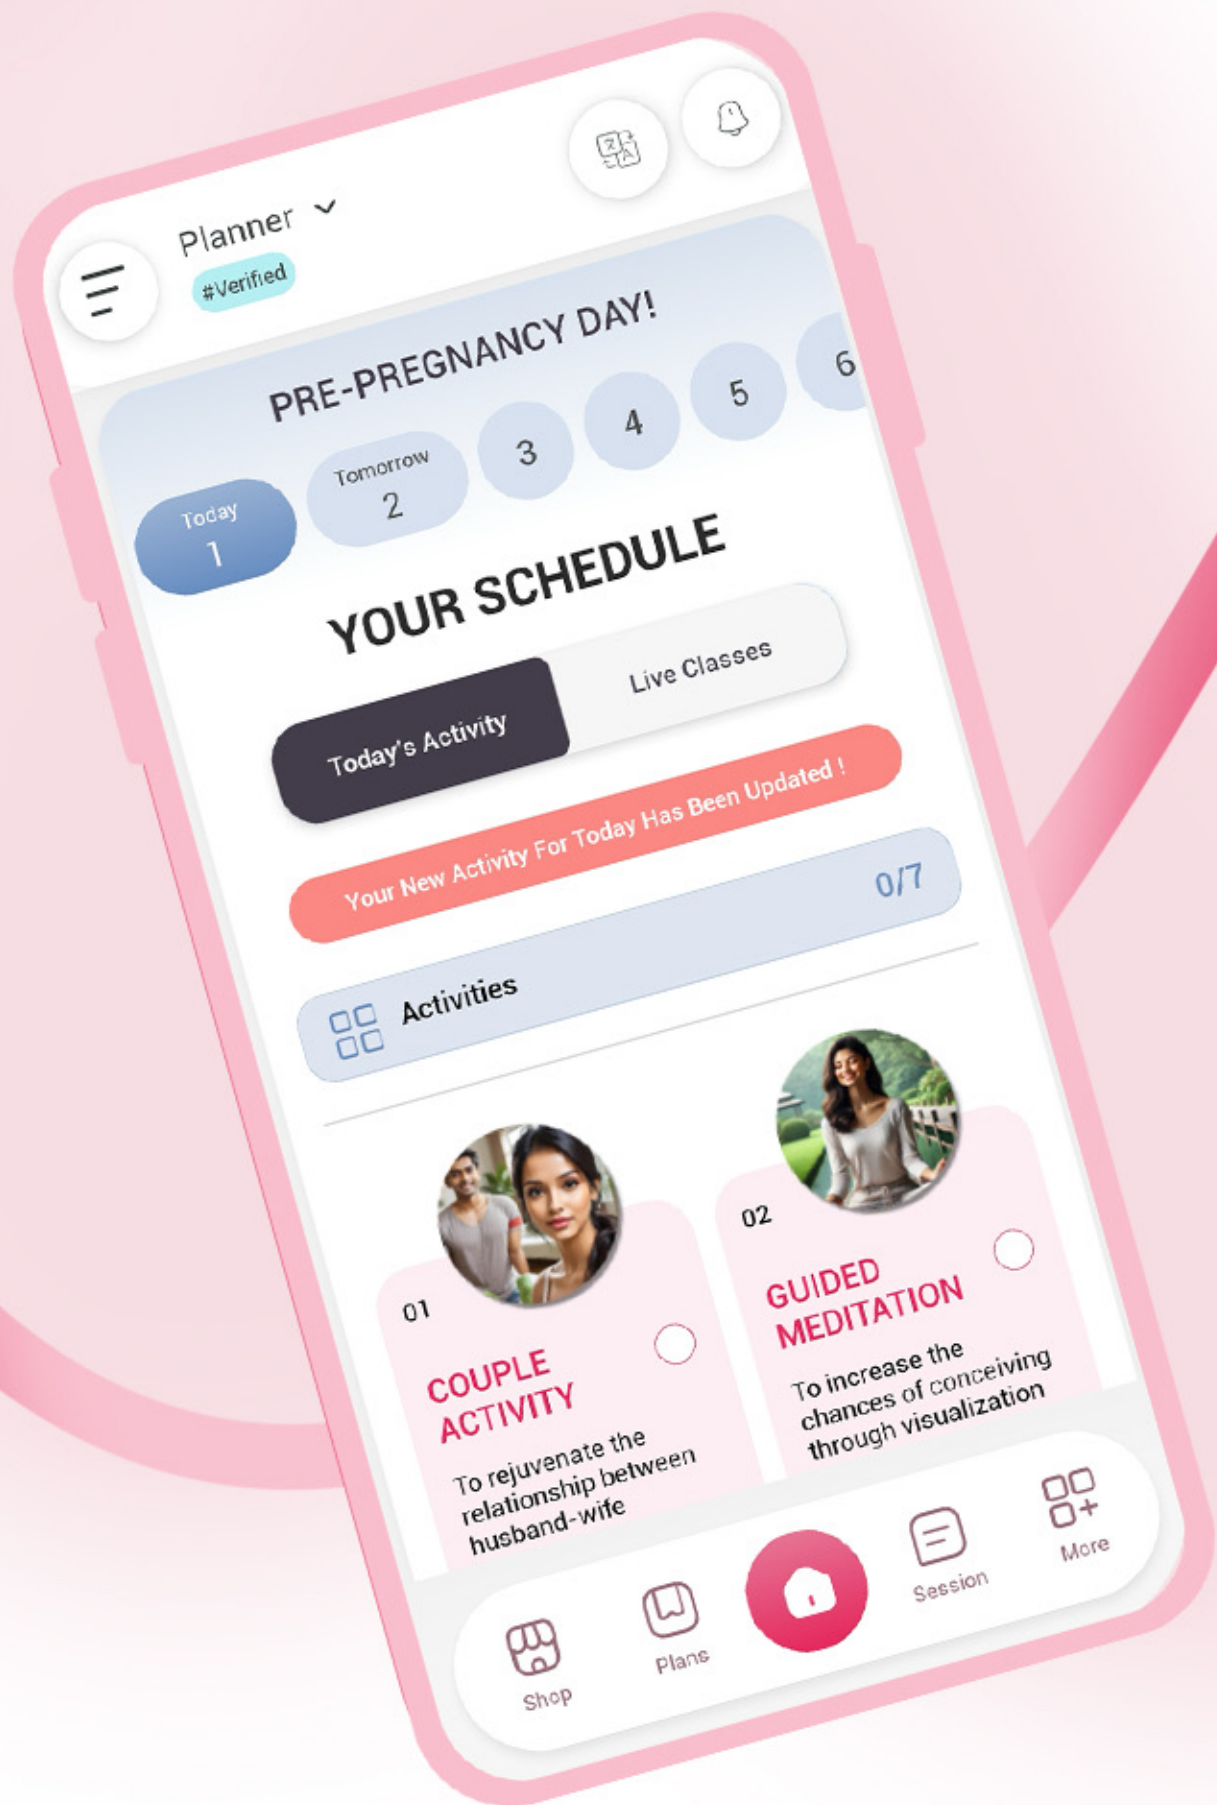 Planner
#Verified
PRE-PREGNANCY DAY!
Today
1
Tomorrow
2
3
4
5
6
YOUR SCHEDULE
Today's Activity
Live Classes
Your New Activity For Today Has Been Updated !
Activities
0/7
01
COUPLE
ACTIVITY
To rejuvenate the
relationship between
husband-wife
02
GUIDED
MEDITATION
To increase the
chances of conceiving
through visualization
Shop
Plans
Session
More